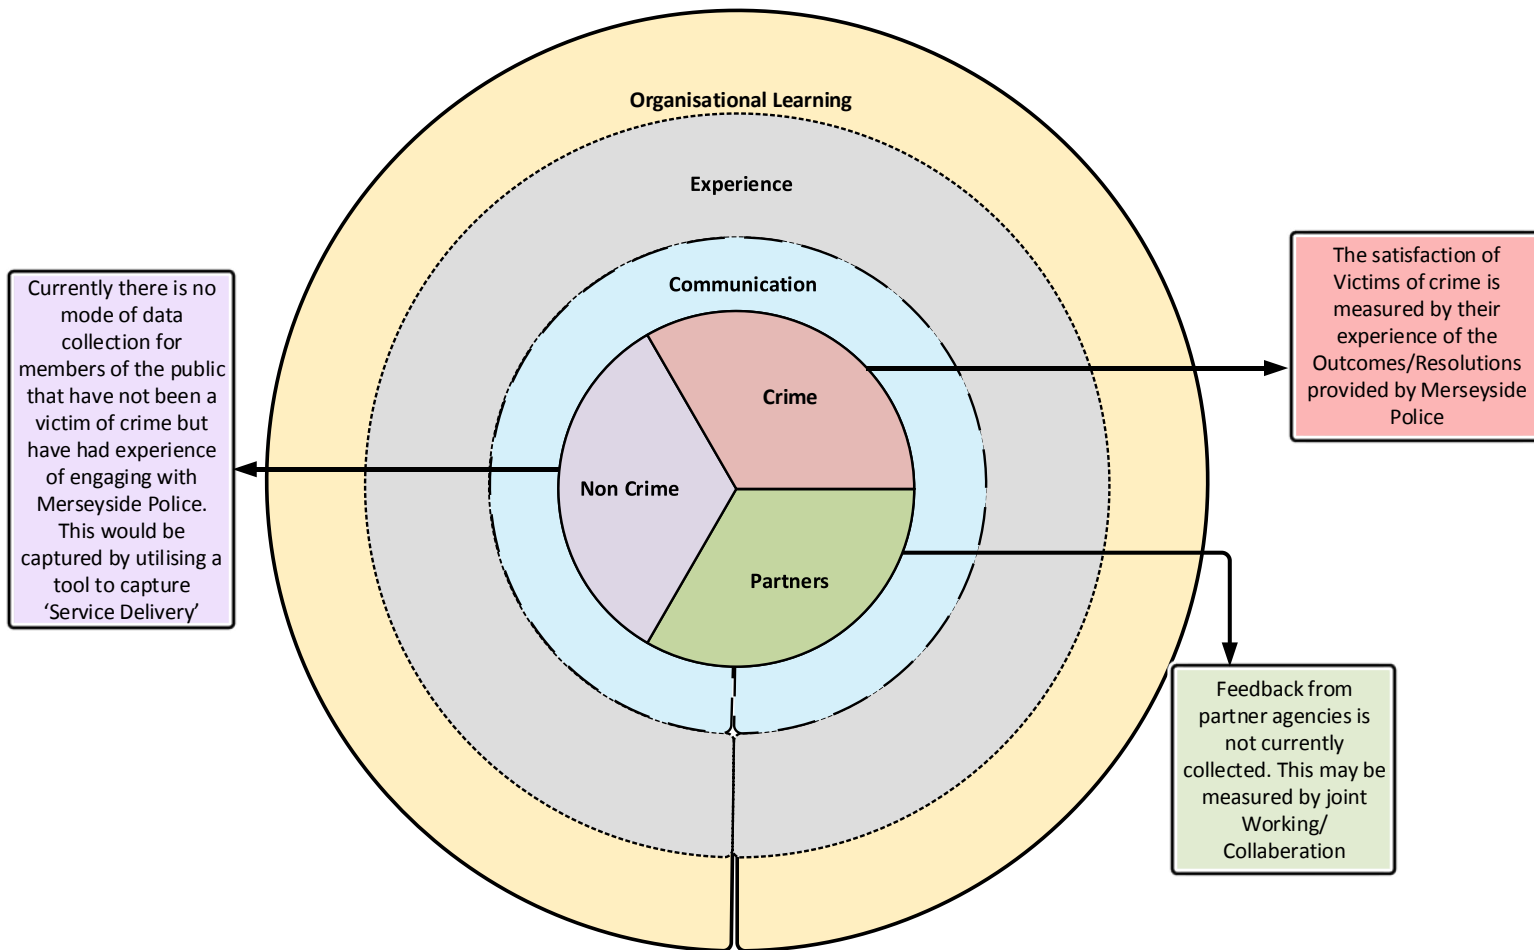 Organisational Learning
Experience
Communication
Crime
Non Crime
Partners
Currently there is no
mode of data
collection for
members of the public
that have not been a
victim of crime but
have had experience
of engaging with
Merseyside Police.
This would be
captured by utilising a
tool to capture
‘Service Delivery’
The satisfaction of
Victims of crime is
measured by their
experience of the
Outcomes/Resolutions
provided by Merseyside
Police
Feedback from
partner agencies is
not currently
collected. This may be
measured by joint
Working/
Collaberation